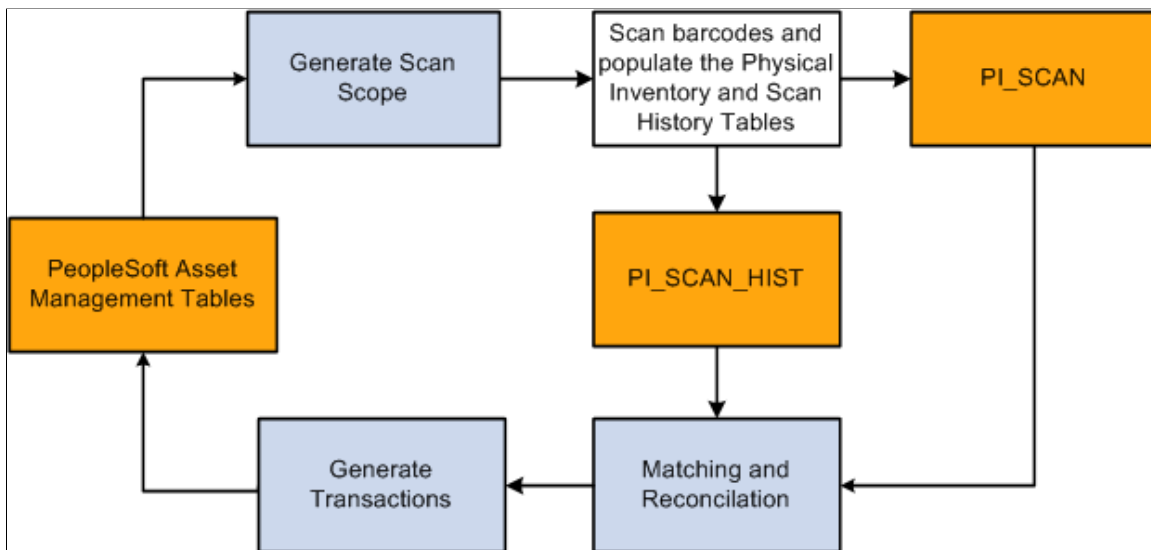 Generate Scan
Scope
Scan barcodes and
populate the Physical
Inventory and Scan
History Tables
PI_SCAN
PeopleSoft Asset
Management Tables
PI_SCAN_HIST
Generate
Transactions
Matching and
Reconcilation